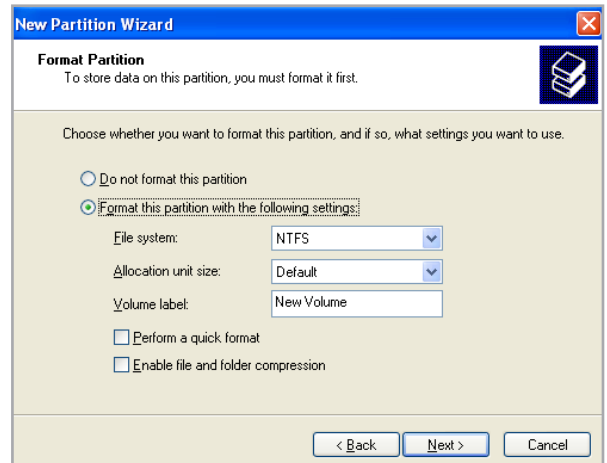 New Partition Wizard
Format Partition
To store data on this partition, you must format it first.
Choose whether you want to format this partition, and if so, what settings you want to use.
Do not format this partition
Format this partition with the following settings:
File system: NTFS
Allocation unit size: Default
Volume label: New Volume
Perform a quick format
Enable file and folder compression
< Back Next > Cancel